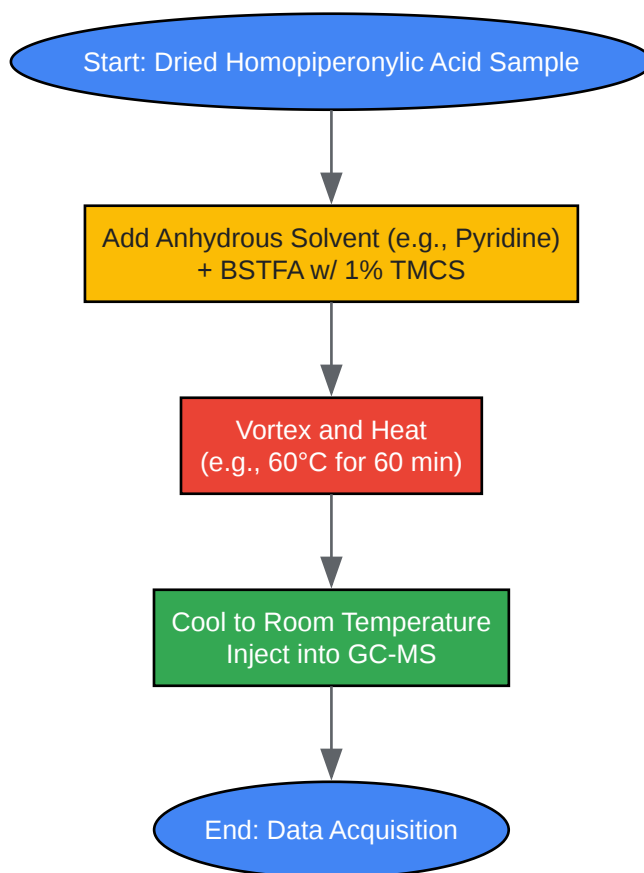 Start: Dried Homopiperonylic Acid Sample
Add Anhydrous Solvent (e.g., Pyridine)
+ BSTFA w/ 1% TMCS
Vortex and Heat
(e.g., 60°C for 60 min)
Cool to Room Temperature
Inject into GC-MS
End: Data Acquisition